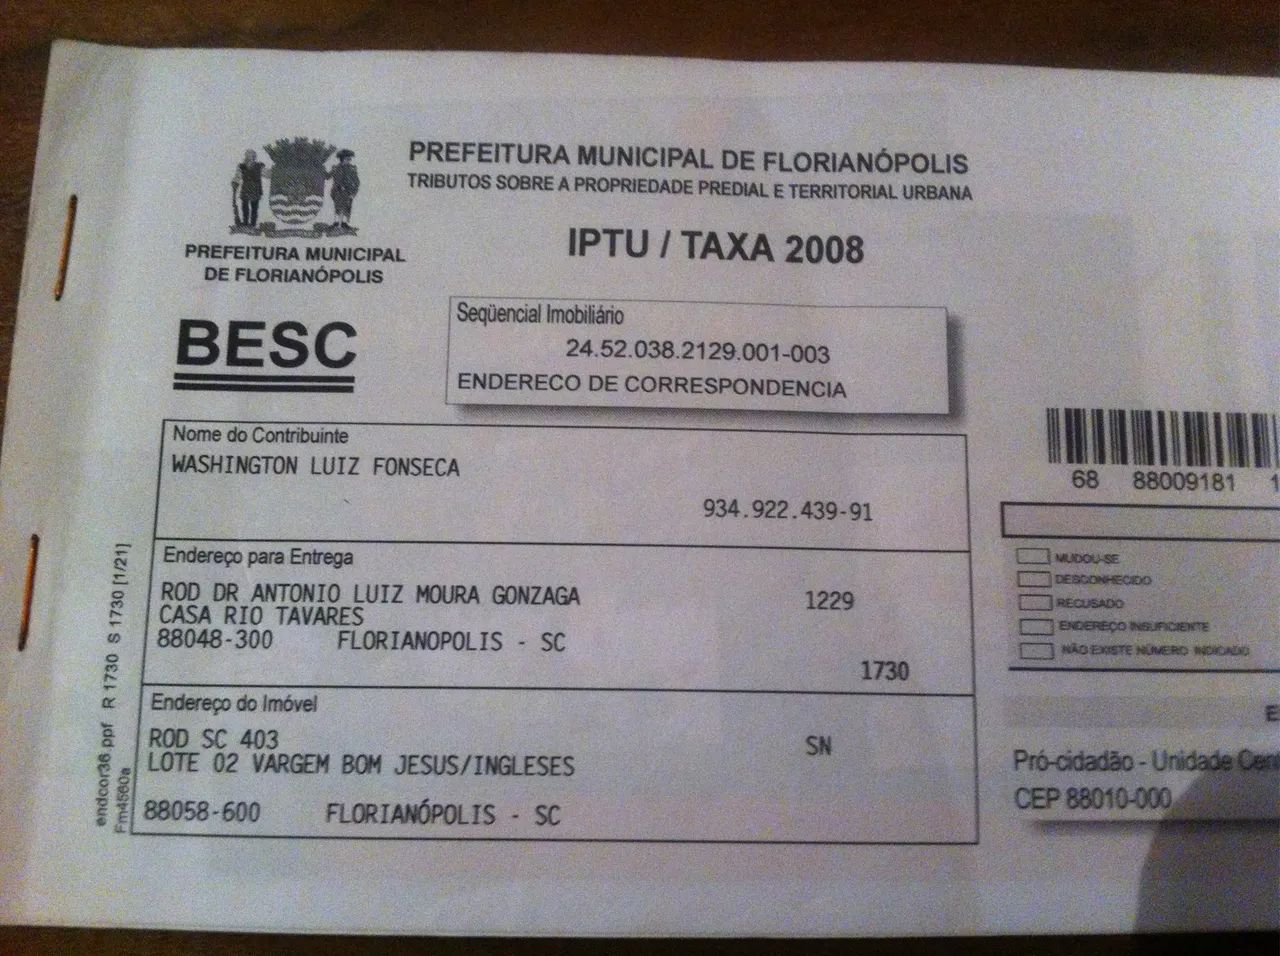 PREFEITURA MUNICIPAL DE FLORIANÓPOLIS
TRIBUTOS SOBRE A PROPRIEDADE PREDIAL E TERRITORIAL URBANA
IPTU / TAXA 2008
PREFEITURA MUNICIPAL
DE FLORIANÓPOLIS
BESC
Seqüencial Imobiliário
24.52.038.2129.001-003
ENDERECO DE CORRESPONDENCIA
Nome do Contribuinte
WASHINGTON LUIZ FONSECA
934.922.439-91
Endereço para Entrega
ROD DR ANTONIO LUIZ MOURA GONZAGA 1229
CASA RIO TAVARES
88048-300 FLORIANOPOLIS - SC
1730
Endereço do Imóvel
ROD SC 403 SN
LOTE 02 VARGEM BOM JESUS/INGLESES
88058-600 FLORIANÓPOLIS - SC
endcor36.ppf R 1730 S 1730 [1/21]
Fm4560a
68 88009181 1
MUDOU-SE
DESCONHECIDO
RECUSADO
ENDEREÇO INSUFICIENTE
NÃO EXISTE NÚMERO INDICADO
E
Pró-cidadão - Unidade Cen
CEP 88010-000